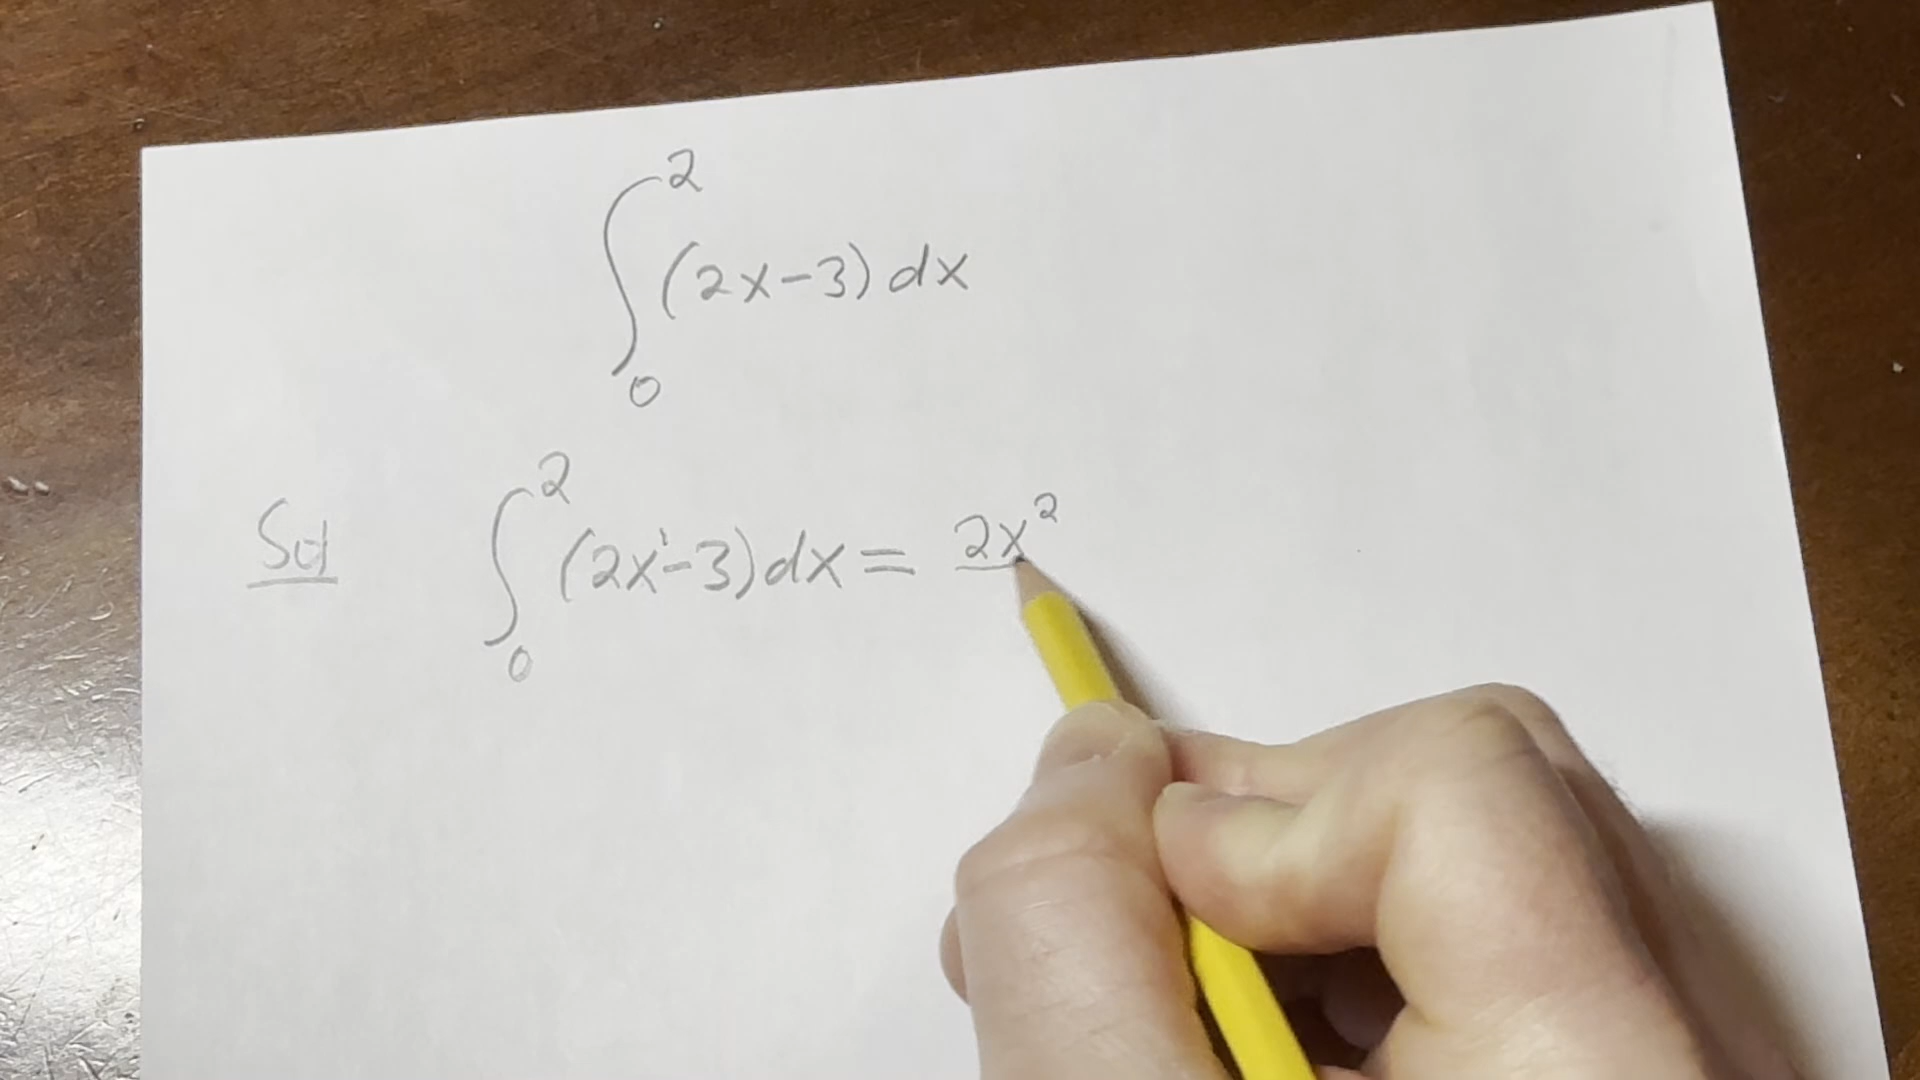 ∫₀² (2x-3) dx
Sol ∫₀² (2x¹-3) dx = 2x²